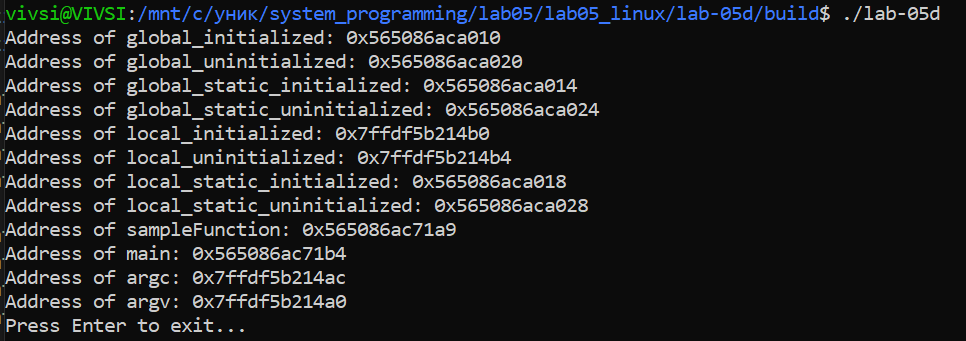 vivsi@VIVSI:/mnt/c/уник/system_programming/lab05/lab05_linux/lab-05d/build$ ./lab-05d
Address of global_initialized: 0x565086aca010
Address of global_uninitialized: 0x565086aca020
Address of global_static_initialized: 0x565086aca014
Address of global_static_uninitialized: 0x565086aca024
Address of local_initialized: 0x7ffdf5b214b0
Address of local_uninitialized: 0x7ffdf5b214b4
Address of local_static_initialized: 0x565086aca018
Address of local_static_uninitialized: 0x565086aca028
Address of sampleFunction: 0x565086ac71a9
Address of main: 0x565086ac71b4
Address of argc: 0x7ffdf5b214ac
Address of argv: 0x7ffdf5b214a0
Press Enter to exit...